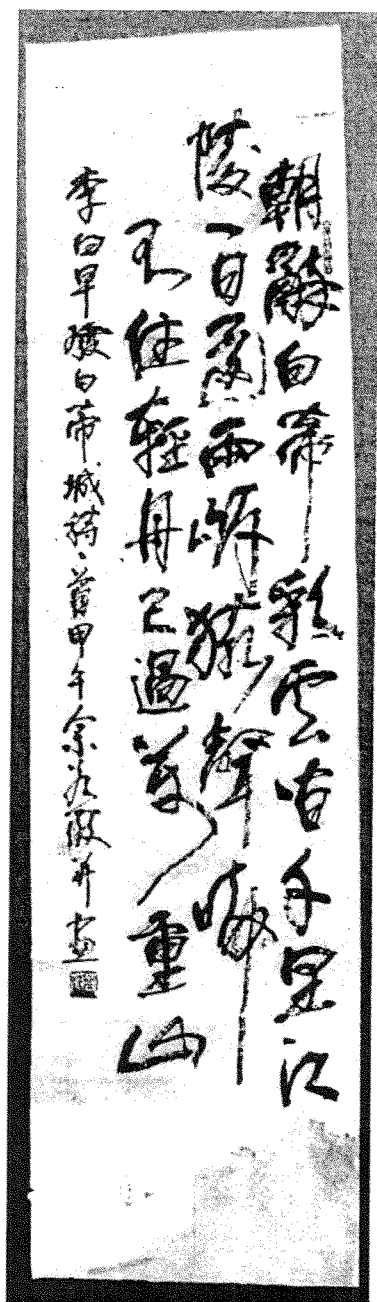 朝辭白帝彩雲間千里江
陵一日還兩岸猿聲啼
不住輕舟已過萬重山
李白早發白帝城詩一首甲午